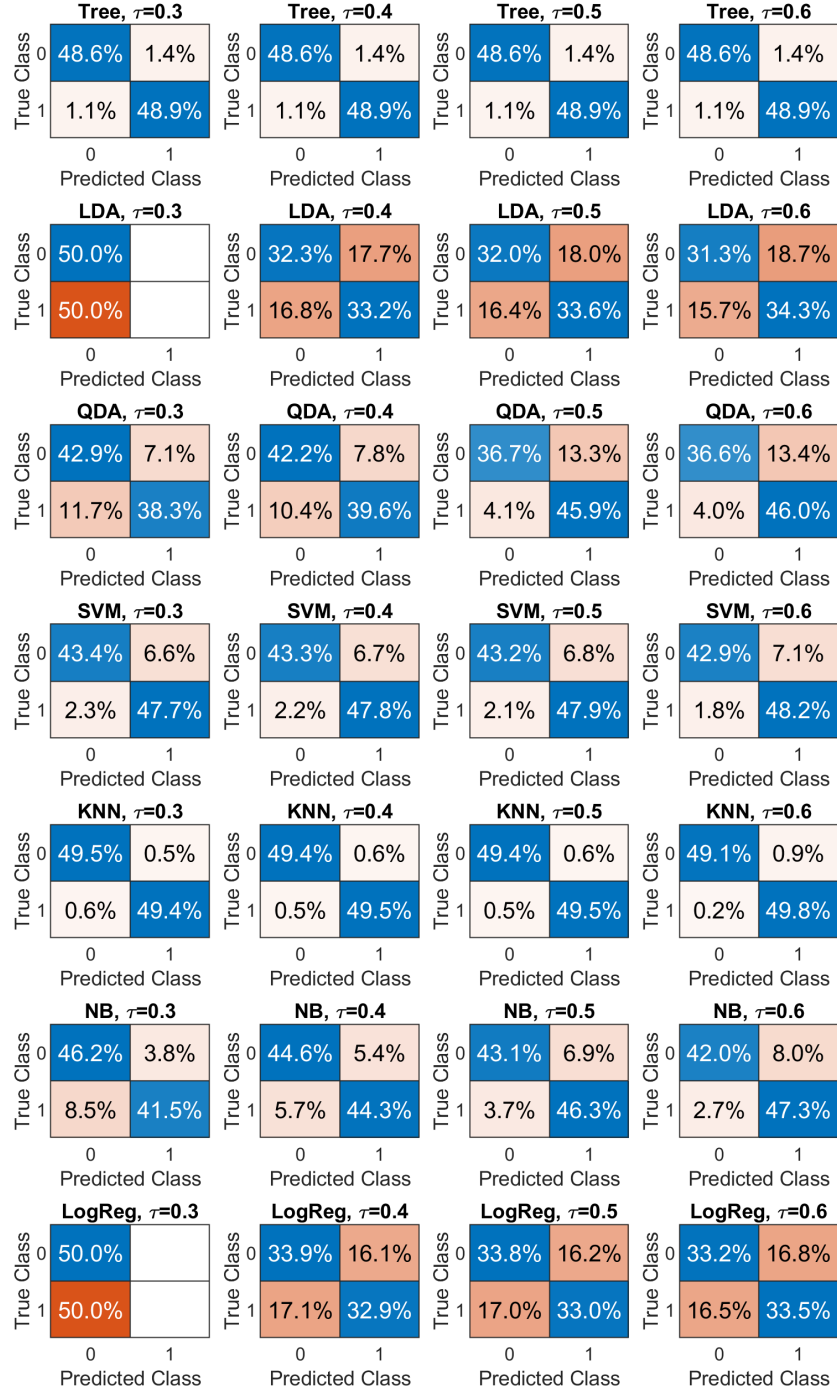 Tree, τ=0.3 Tree, τ=0.4 Tree, τ=0.5 Tree, τ=0.6
True Class 0 48.6% 1.4% True Class 0 48.6% 1.4% True Class 0 48.6% 1.4% True Class 0 48.6% 1.4%
1 1.1% 48.9% 1 1.1% 48.9% 1 1.1% 48.9% 1 1.1% 48.9%
0 1 0 1 0 1 0 1
Predicted Class Predicted Class Predicted Class Predicted Class
LDA, τ=0.3 LDA, τ=0.4 LDA, τ=0.5 LDA, τ=0.6
True Class 0 50.0% True Class 0 32.3% 17.7% True Class 0 32.0% 18.0% True Class 0 31.3% 18.7%
1 50.0% 1 16.8% 33.2% 1 16.4% 33.6% 1 15.7% 34.3%
0 1 0 1 0 1 0 1
Predicted Class Predicted Class Predicted Class Predicted Class
QDA, τ=0.3 QDA, τ=0.4 QDA, τ=0.5 QDA, τ=0.6
True Class 0 42.9% 7.1% True Class 0 42.2% 7.8% True Class 0 36.7% 13.3% True Class 0 36.6% 13.4%
1 11.7% 38.3% 1 10.4% 39.6% 1 4.1% 45.9% 1 4.0% 46.0%
0 1 0 1 0 1 0 1
Predicted Class Predicted Class Predicted Class Predicted Class
SVM, τ=0.3 SVM, τ=0.4 SVM, τ=0.5 SVM, τ=0.6
True Class 0 43.4% 6.6% True Class 0 43.3% 6.7% True Class 0 43.2% 6.8% True Class 0 42.9% 7.1%
1 2.3% 47.7% 1 2.2% 47.8% 1 2.1% 47.9% 1 1.8% 48.2%
0 1 0 1 0 1 0 1
Predicted Class Predicted Class Predicted Class Predicted Class
KNN, τ=0.3 KNN, τ=0.4 KNN, τ=0.5 KNN, τ=0.6
True Class 0 49.5% 0.5% True Class 0 49.4% 0.6% True Class 0 49.4% 0.6% True Class 0 49.1% 0.9%
1 0.6% 49.4% 1 0.5% 49.5% 1 0.5% 49.5% 1 0.2% 49.8%
0 1 0 1 0 1 0 1
Predicted Class Predicted Class Predicted Class Predicted Class
NB, τ=0.3 NB, τ=0.4 NB, τ=0.5 NB, τ=0.6
True Class 0 46.2% 3.8% True Class 0 44.6% 5.4% True Class 0 43.1% 6.9% True Class 0 42.0% 8.0%
1 8.5% 41.5% 1 5.7% 44.3% 1 3.7% 46.3% 1 2.7% 47.3%
0 1 0 1 0 1 0 1
Predicted Class Predicted Class Predicted Class Predicted Class
LogReg, τ=0.3 LogReg, τ=0.4 LogReg, τ=0.5 LogReg, τ=0.6
True Class 0 50.0% True Class 0 33.9% 16.1% True Class 0 33.8% 16.2% True Class 0 33.2% 16.8%
1 50.0% 1 17.1% 32.9% 1 17.0% 33.0% 1 16.5% 33.5%
0 1 0 1 0 1 0 1
Predicted Class Predicted Class Predicted Class Predicted Class